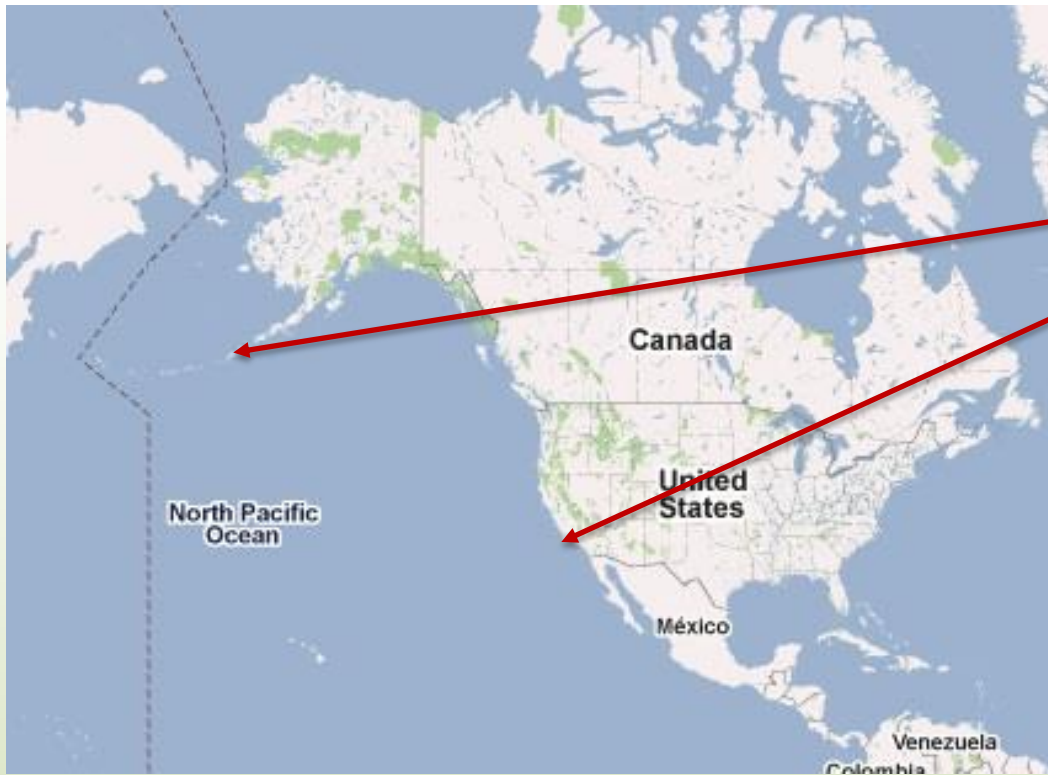 Canada
United
States
North Pacific
Ocean
México
Venezuela
Colombia